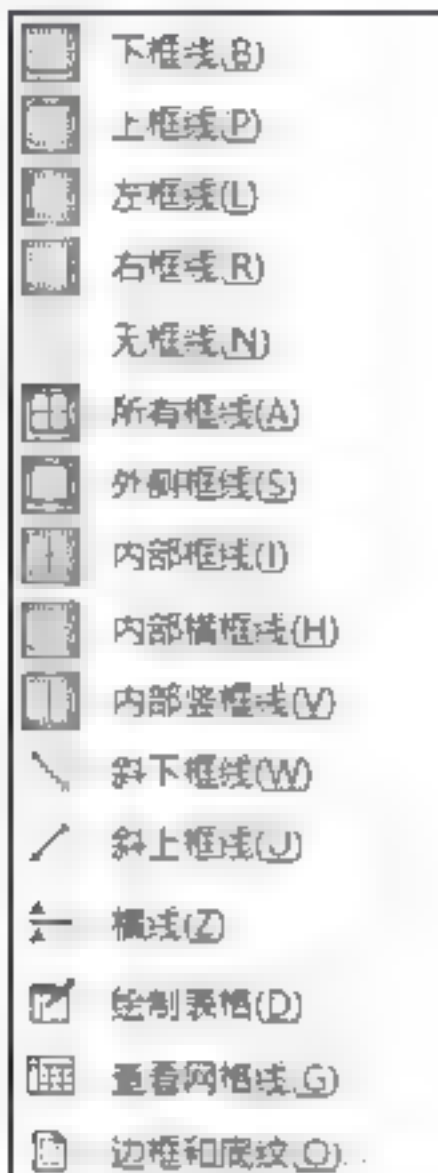 下框线(B)
上框线(P)
左框线(L)
右框线(R)
无框线(N)
所有框线(A)
外侧框线(S)
内部框线(I)
内部横框线(H)
内部竖框线(V)
斜下框线(W)
斜上框线(U)
横线(Z)
绘制表格(D)
查看网格线(G)
边框和底纹(O)...